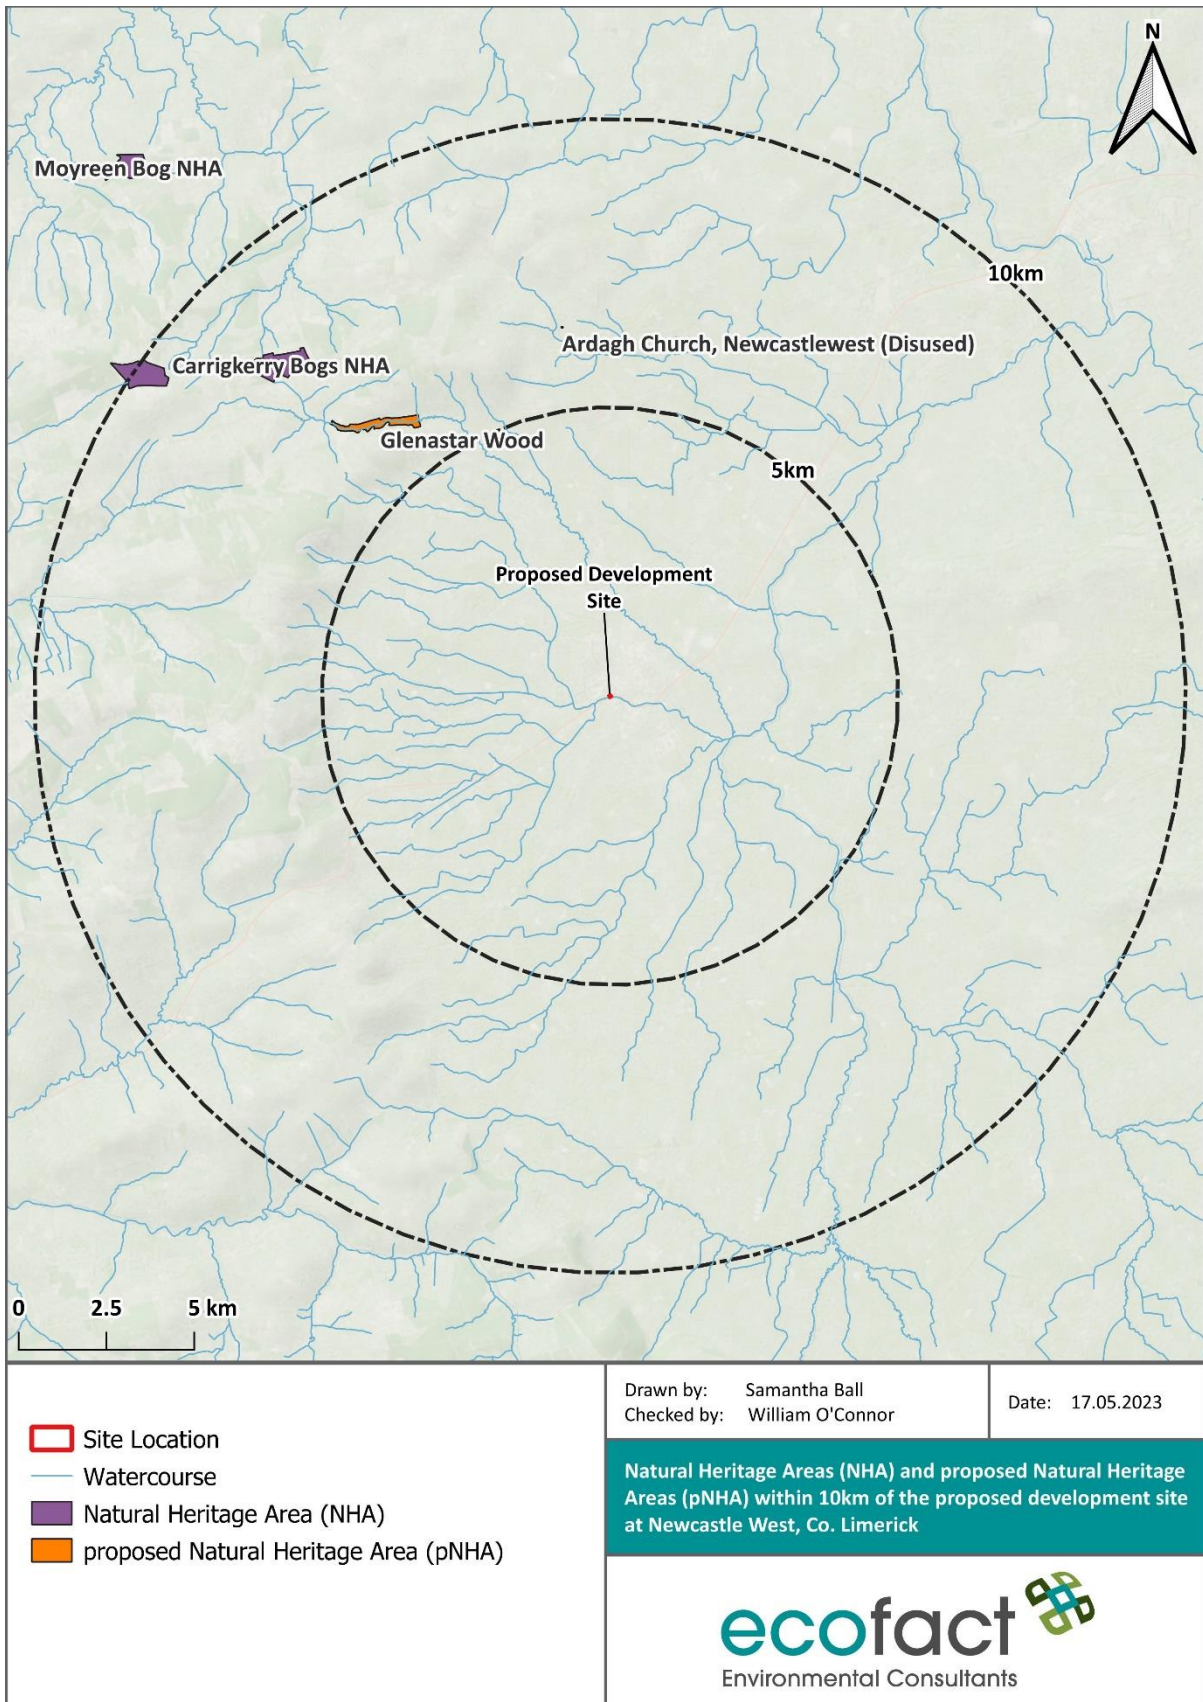 N
Moyreen Bog NHA
10km
Ardagh Church, Newcastlewest (Disused)
Carrigkerry Bogs NHA
Glenastar Wood
5km
Proposed Development
Site
0 2.5 5 km
Site Location
Watercourse
Natural Heritage Area (NHA)
proposed Natural Heritage Area (pNHA)
Drawn by: Samantha Ball
Checked by: William O'Connor
Date: 17.05.2023
Natural Heritage Areas (NHA) and proposed Natural Heritage
Areas (pNHA) within 10km of the proposed development site
at Newcastle West, Co. Limerick
ecofact
Environmental Consultants